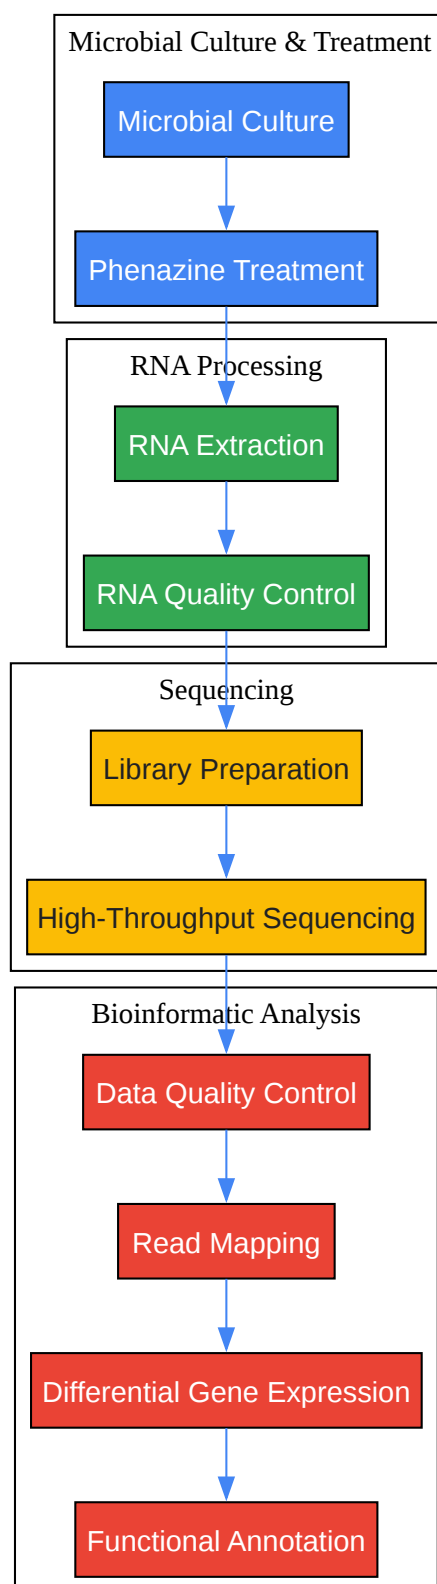 Microbial Culture & Treatment
Microbial Culture
Phenazine Treatment
RNA Processing
RNA Extraction
RNA Quality Control
Sequencing
Library Preparation
High-Throughput Sequencing
Bioinformatic Analysis
Data Quality Control
Read Mapping
Differential Gene Expression
Functional Annotation